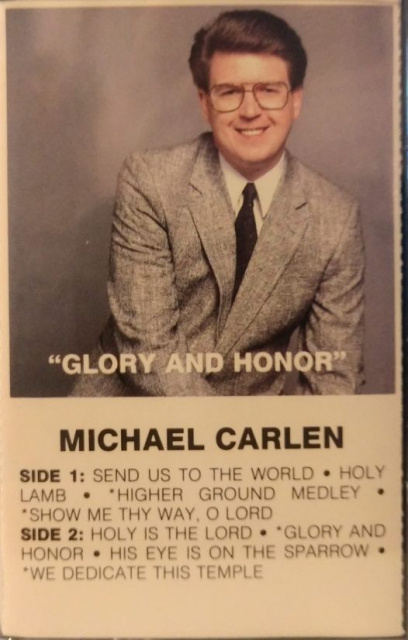 "GLORY AND HONOR"
MICHAEL CARLEN
SIDE 1: SEND US TO THE WORLD • HOLY
LAMB • *HIGHER GROUND MEDLEY •
*SHOW ME THY WAY, O LORD
SIDE 2: HOLY IS THE LORD • *GLORY AND
HONOR • HIS EYE IS ON THE SPARROW •
*WE DEDICATE THIS TEMPLE